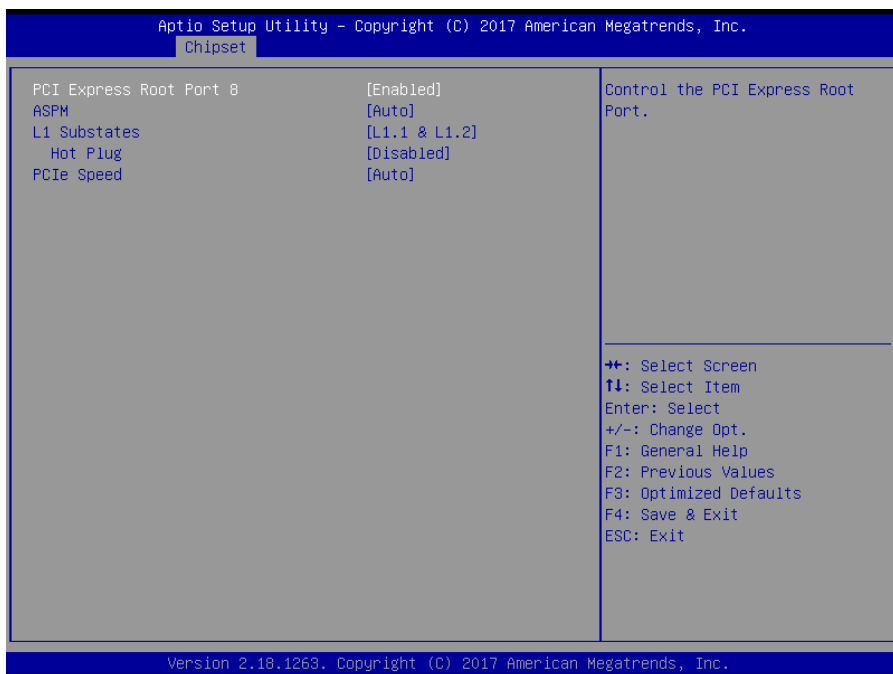 Aptio Setup Utility – Copyright (C) 2017 American Megatrends, Inc.
Chipset
PCI Express Root Port 8 [Enabled]
ASPM [Auto]
L1 Substates [L1.1 & L1.2]
Hot Plug [Disabled]
PCIe Speed [Auto]
Control the PCI Express Root
Port.
→←: Select Screen
↑↓: Select Item
Enter: Select
+/-: Change Opt.
F1: General Help
F2: Previous Values
F3: Optimized Defaults
F4: Save & Exit
ESC: Exit
Version 2.18.1263. Copyright (C) 2017 American Megatrends, Inc.